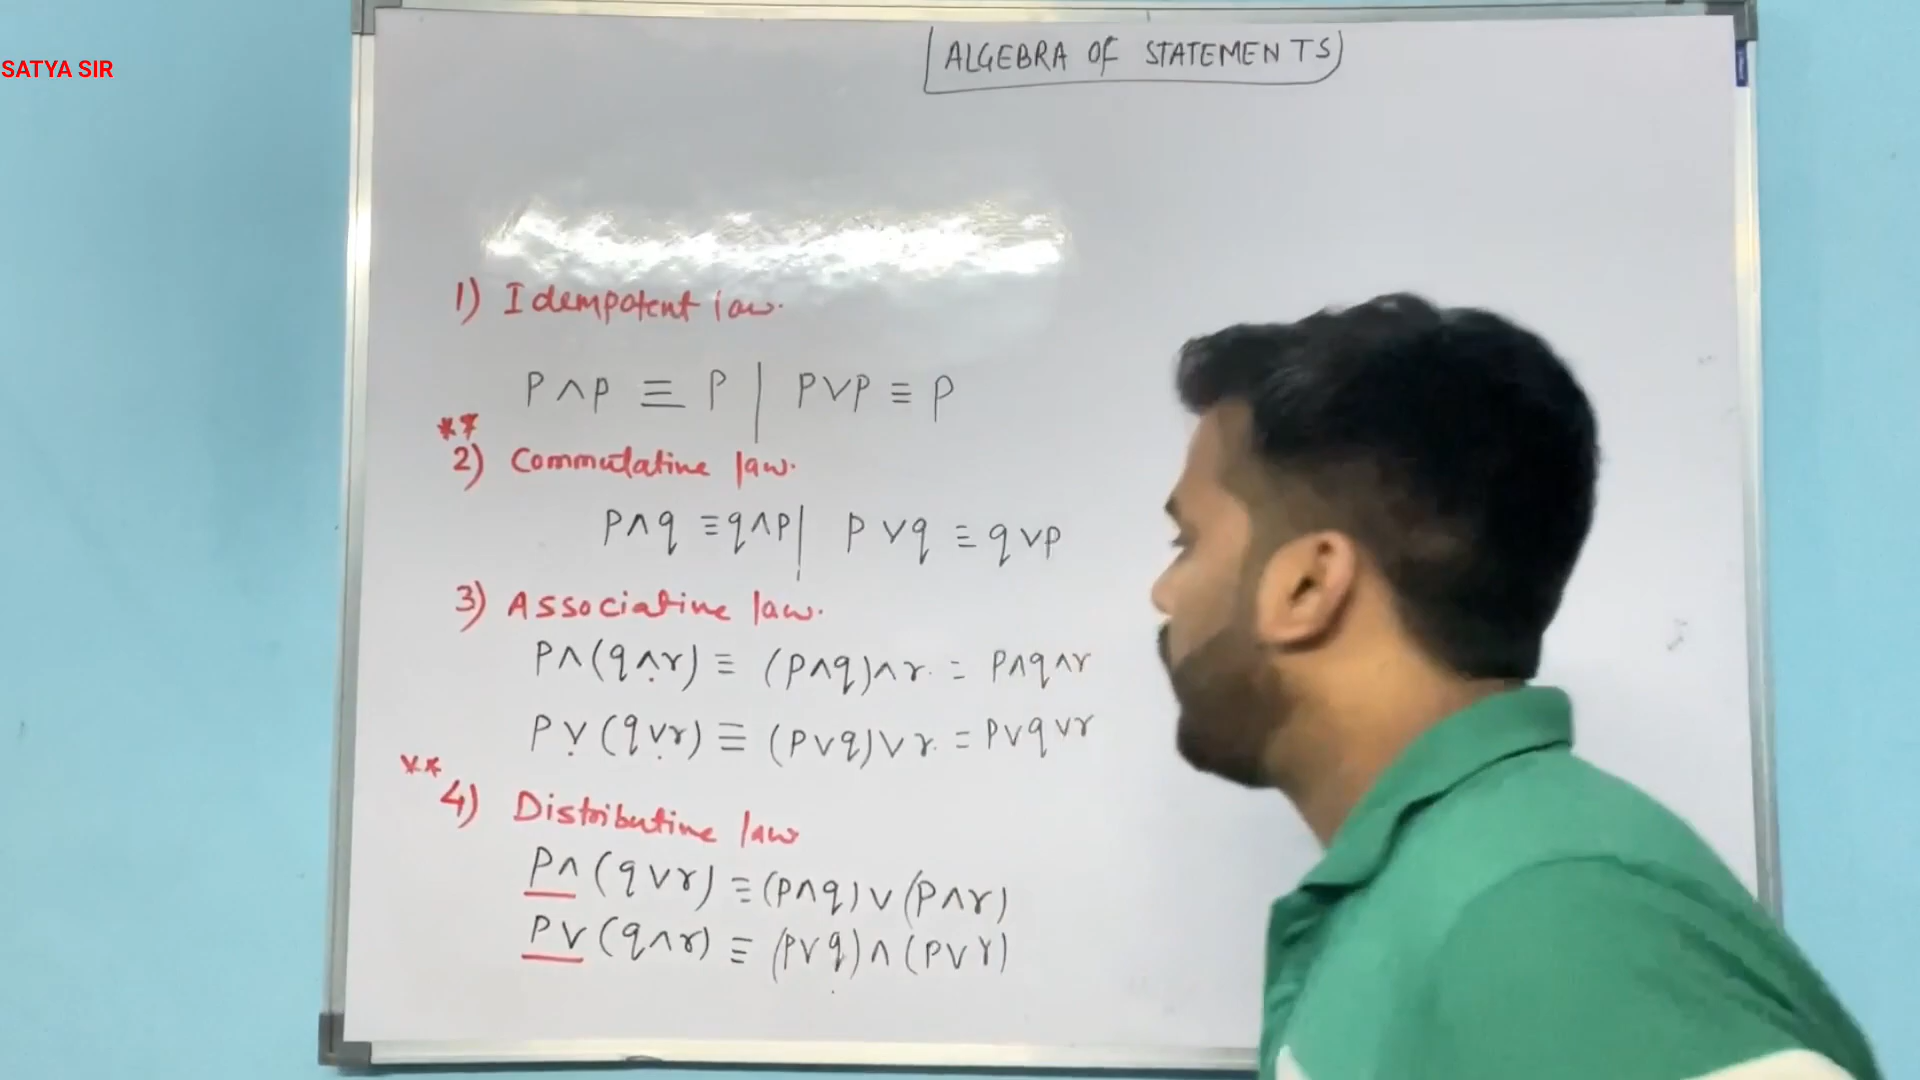 SATYA SIR
ALGEBRA OF STATEMENTS
1) Idempotent law.
P∧P ≡ P | P∨P ≡ P
**
2) Commutative law.
P∧q ≡ q∧p | P∨q ≡ q∨p
3) Associative law.
P∧(q∧r) ≡ (P∧q)∧r. = P∧q∧r
P∨(q∨r) ≡ (P∨q)∨r. = P∨q∨r
**
4) Distributive law
P∧(q∨r) ≡ (P∧q)∨(P∧r)
P∨(q∧r) ≡ (P∨q)∧(P∨r)